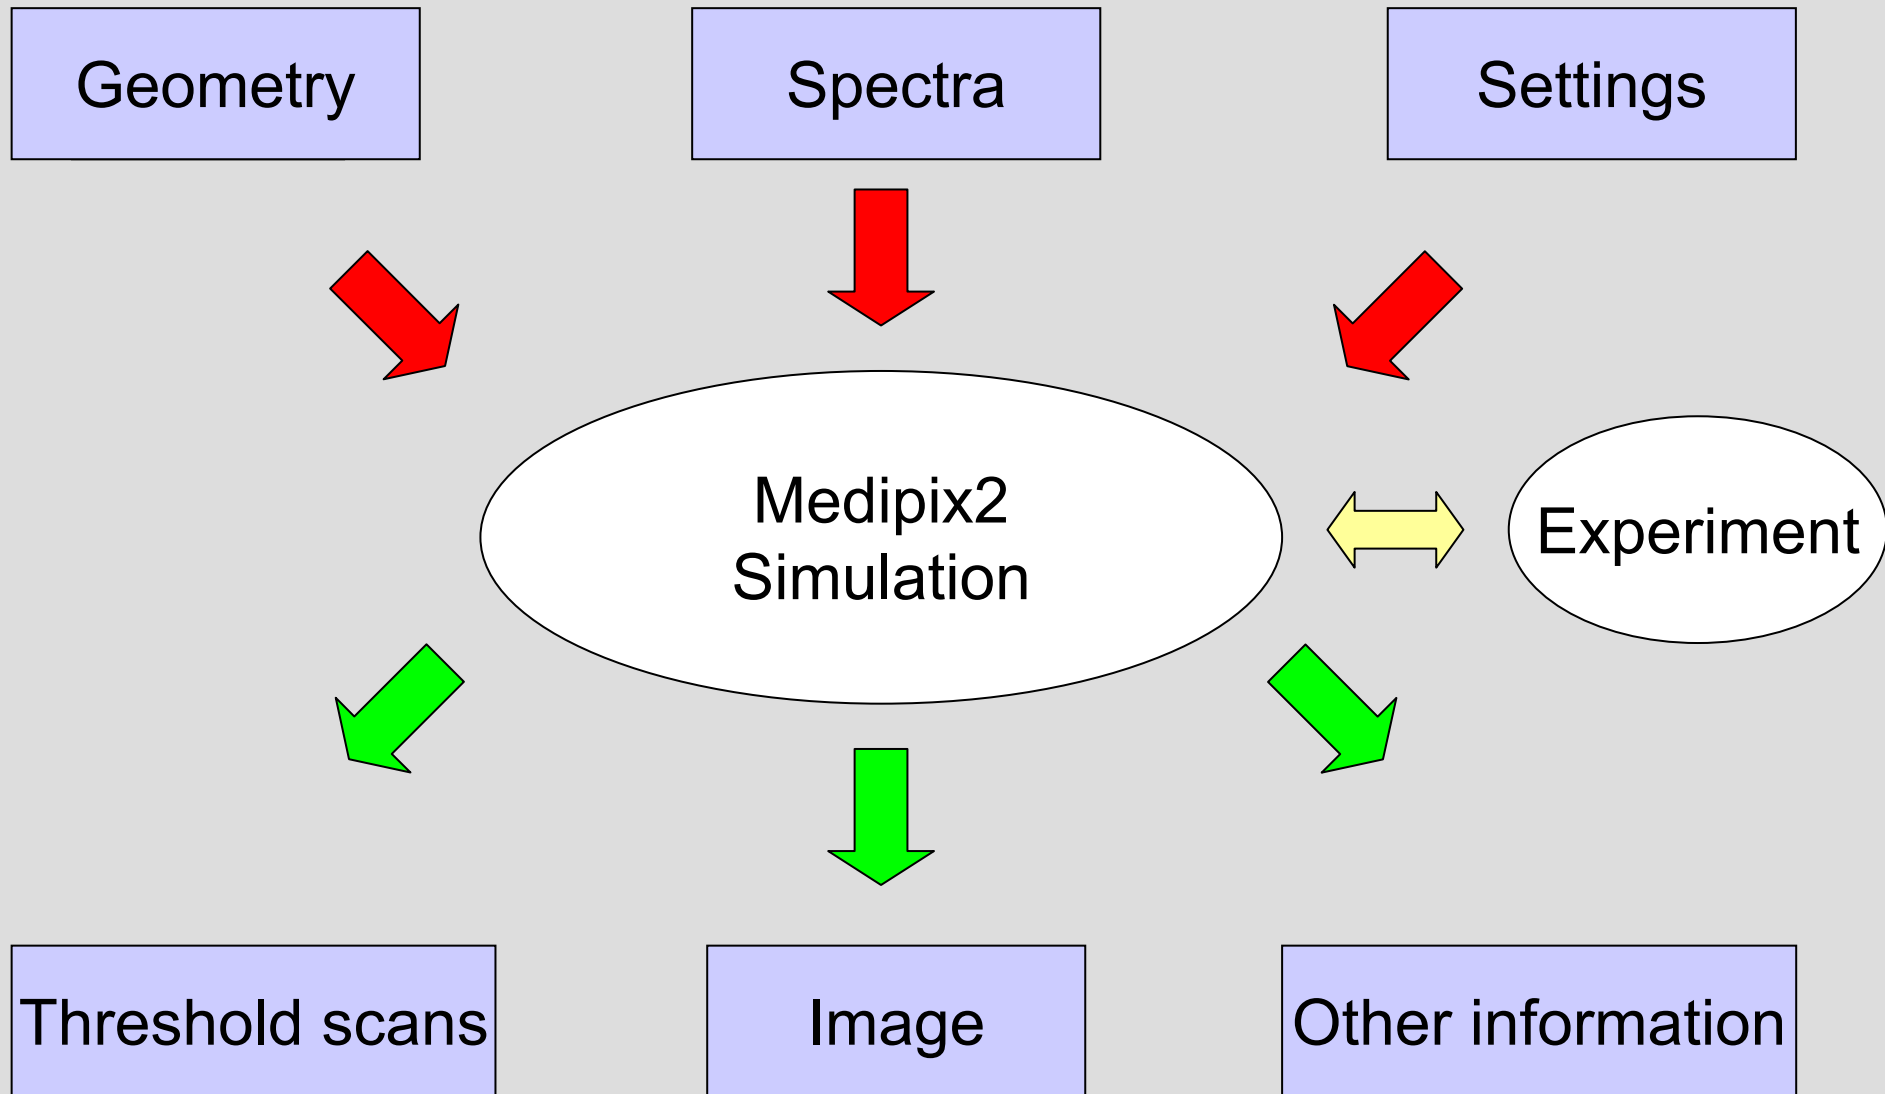 Geometry
Spectra
Settings
Medipix2
Simulation
Experiment
Threshold scans
Image
Other information